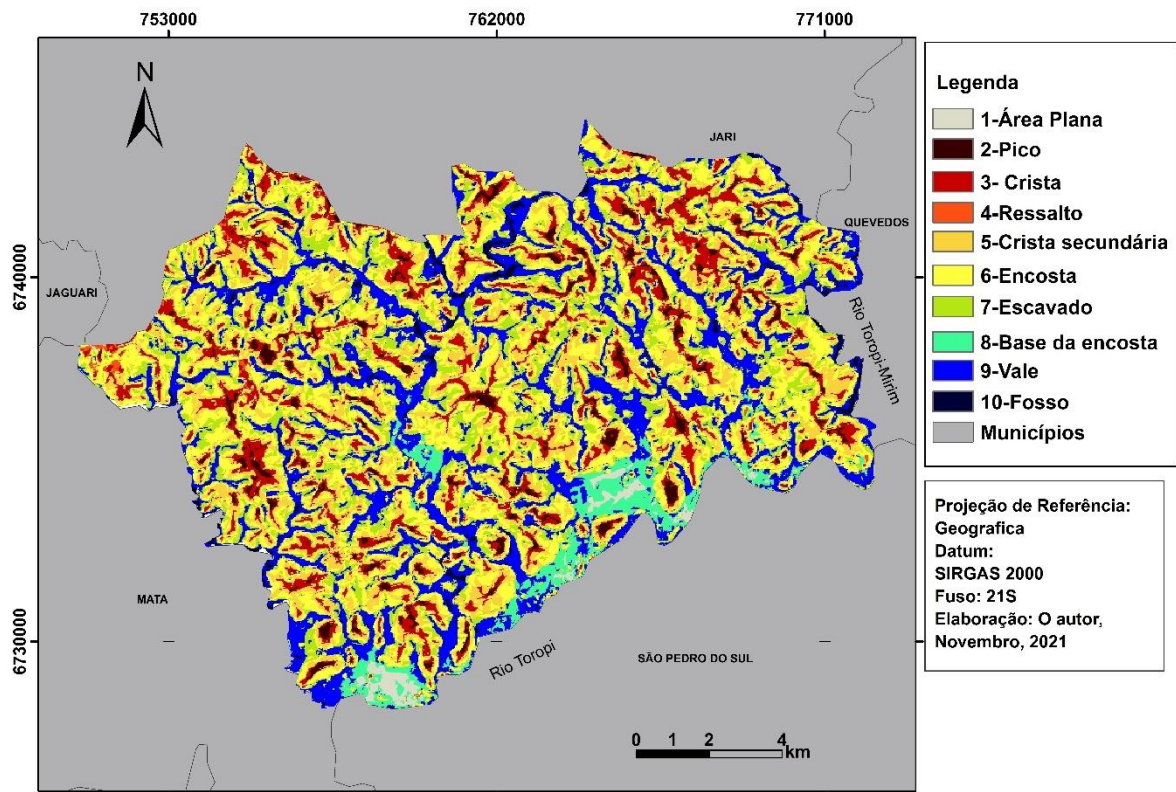 753000
762000
771000
N
JARI
QUEVEDOS
6740000
JAGUARI
Rio Toropi-Mirim
MATA
6730000
Rio Toropi
SÃO PEDRO DO SUL
0 1 2 4
km
Legenda
1-Área Plana
2-Pico
3- Crista
4-Ressalto
5-Crista secundária
6-Encosta
7-Escavado
8-Base da encosta
9-Vale
10-Fosso
Municípios
Projeção de Referência:
Geografica
Datum:
SIRGAS 2000
Fuso: 21S
Elaboração: O autor,
Novembro, 2021